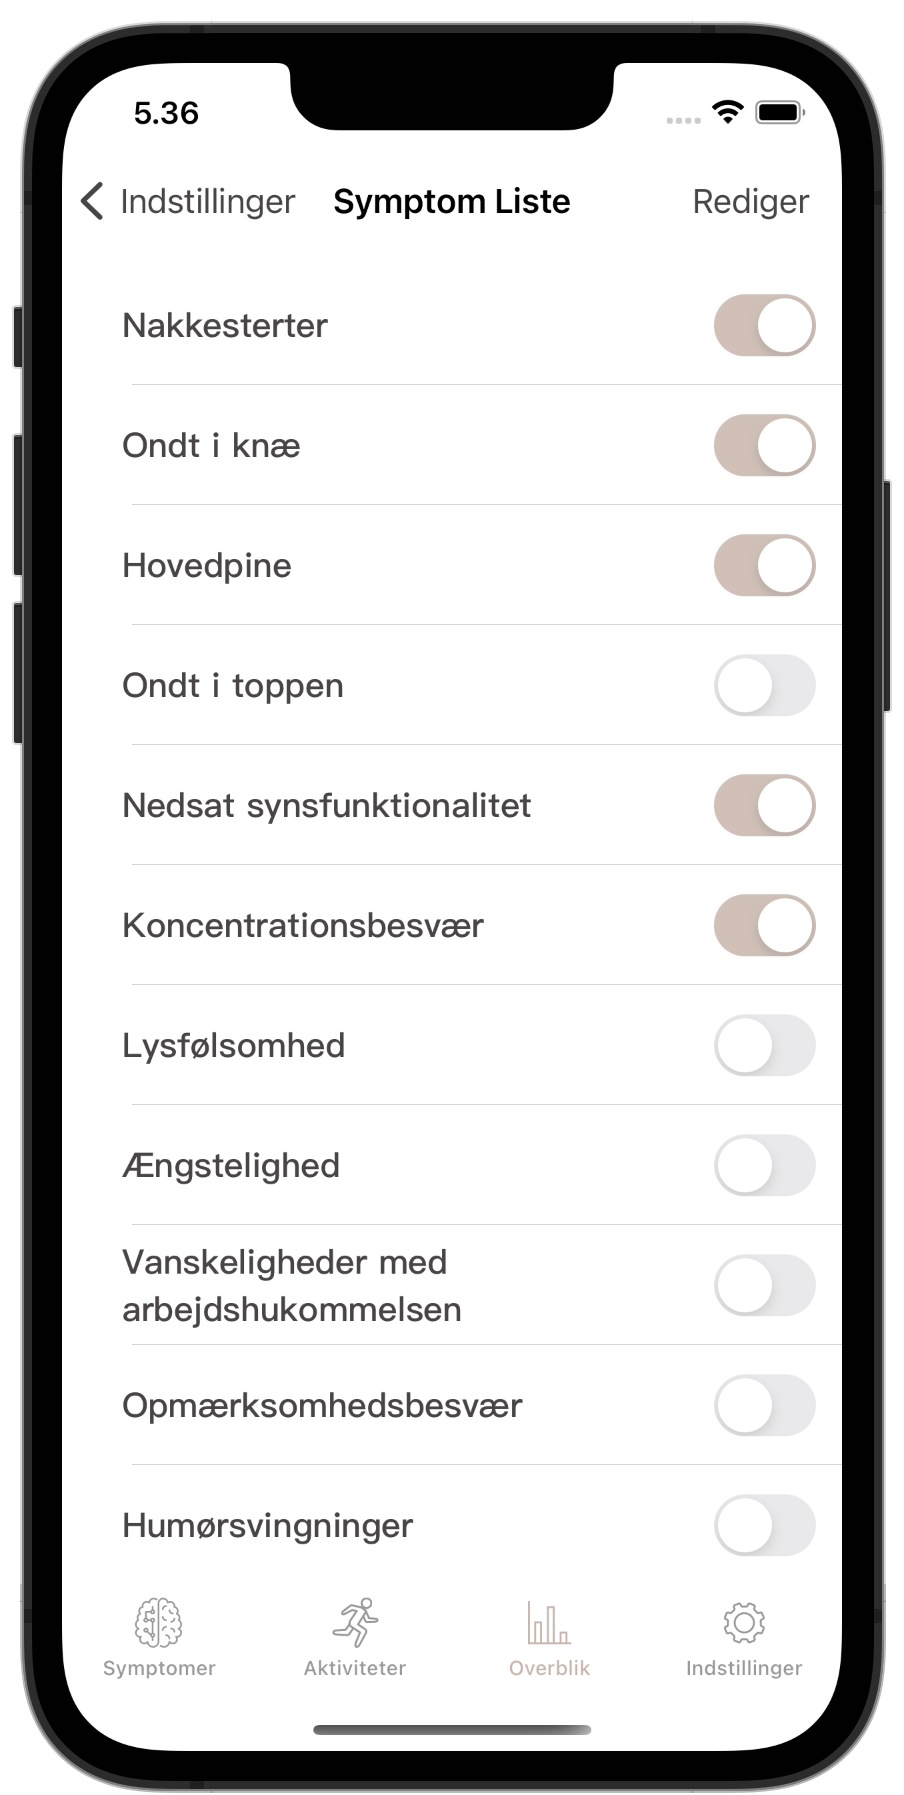 5.36
Indstillinger Symptom Liste Rediger
Nakkesterter
Ondt i knæ
Hovedpine
Ondt i toppen
Nedsat synsfunktionalitet
Koncentrationsbesvær
Lysfølsomhed
Ængstelighed
Vanskeligheder med
arbejdshukommelsen
Opmærksomhedsbesvær
Humørsvingninger
Symptomer Aktiviteter Overblik Indstillinger